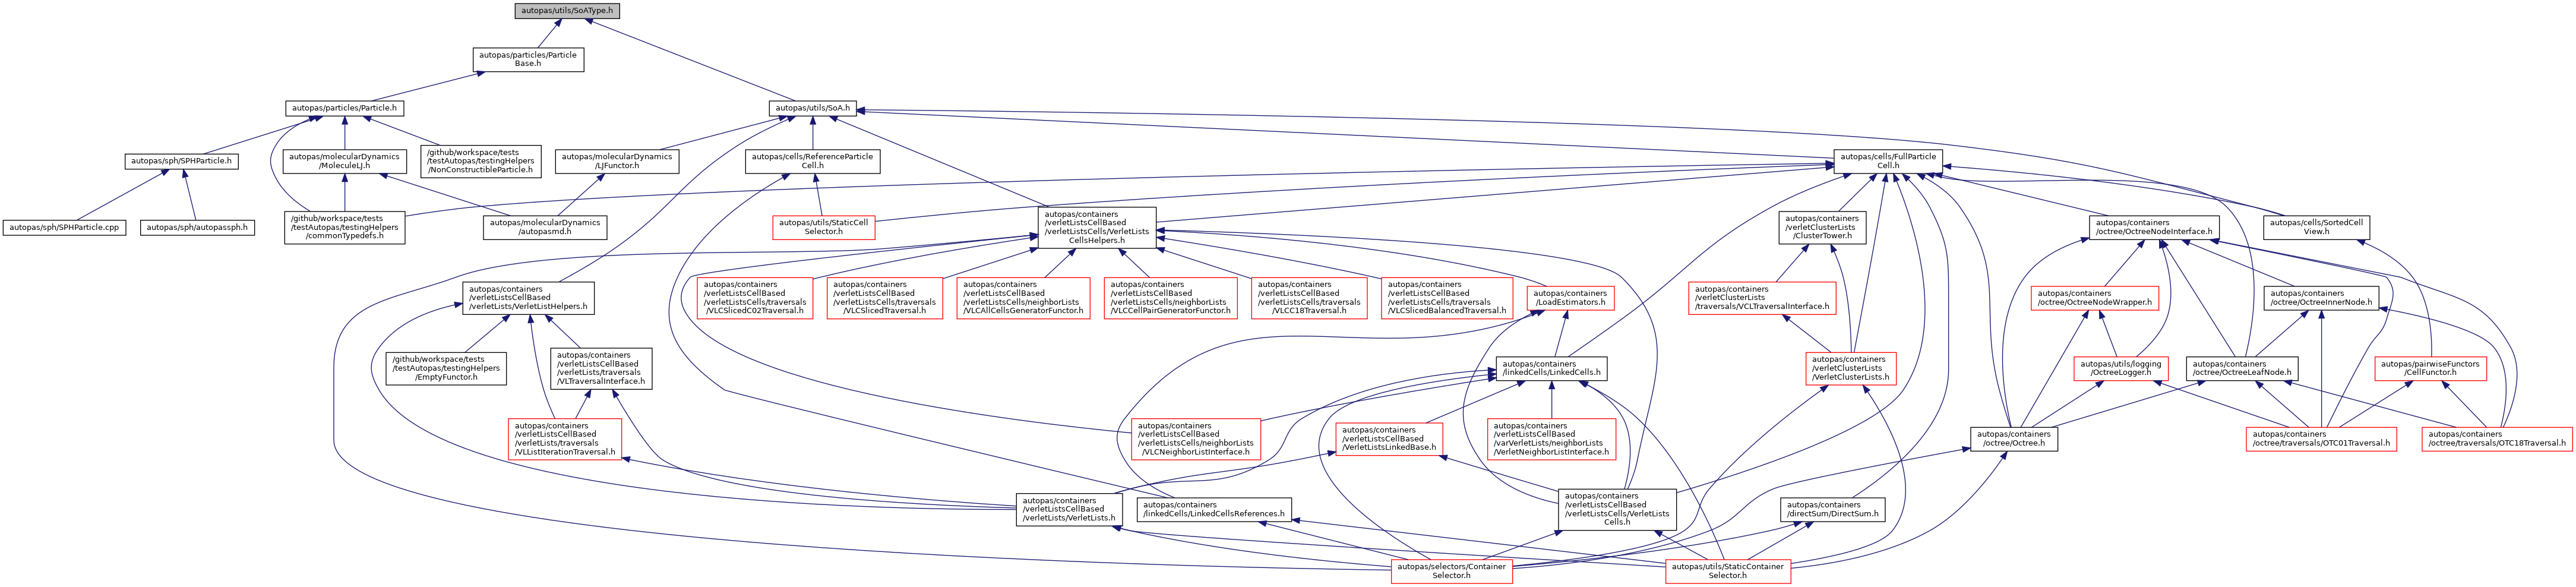 autopas/utils/SoAType.h
autopas/particles/Particle
Base.h
autopas/particles/Particle.h
autopas/utils/SoA.h
autopas/sph/SPHParticle.h
autopas/molecularDynamics
/MoleculeLJ.h
/github/workspace/tests
/testAutopas/testingHelpers
/NonConstructibleParticle.h
autopas/molecularDynamics
/LJFunctor.h
autopas/cells/ReferenceParticle
Cell.h
autopas/cells/FullParticle
Cell.h
autopas/sph/SPHParticle.cpp
autopas/sph/autopassph.h
/github/workspace/tests
/testAutopas/testingHelpers
/commonTypedefs.h
autopas/molecularDynamics
/autopasmd.h
autopas/utils/StaticCell
Selector.h
autopas/containers
/verletListsCellBased
/verletListsCells/VerletLists
CellsHelpers.h
autopas/containers
/verletClusterLists
/ClusterTower.h
autopas/containers
/octree/OctreeNodeInterface.h
autopas/cells/SortedCell
View.h
autopas/containers
/verletListsCellBased
/verletLists/VerletListHelpers.h
autopas/containers
/verletListsCellBased
/verletListsCells/traversals
/VLCSlicedC02Traversal.h
autopas/containers
/verletListsCellBased
/verletListsCells/traversals
/VLCSlicedTraversal.h
autopas/containers
/verletListsCellBased
/verletListsCells/neighborLists
/VLCAllCellsGeneratorFunctor.h
autopas/containers
/verletListsCellBased
/verletListsCells/neighborLists
/VLCCellPairGeneratorFunctor.h
autopas/containers
/verletListsCellBased
/verletListsCells/traversals
/VLCC18Traversal.h
autopas/containers
/verletListsCellBased
/verletListsCells/traversals
/VLCSlicedBalancedTraversal.h
autopas/containers
/LoadEstimators.h
autopas/containers
/verletClusterLists
/traversals/VCLTraversalInterface.h
autopas/containers
/octree/OctreeNodeWrapper.h
autopas/containers
/octree/OctreeInnerNode.h
/github/workspace/tests
/testAutopas/testingHelpers
/EmptyFunctor.h
autopas/containers
/verletListsCellBased
/verletLists/traversals
/VLTraversalInterface.h
autopas/containers
/linkedCells/LinkedCells.h
autopas/containers
/verletClusterLists
/VerletClusterLists.h
autopas/utils/logging
/OctreeLogger.h
autopas/containers
/octree/OctreeLeafNode.h
autopas/pairwiseFunctors
/CellFunctor.h
autopas/containers
/verletListsCellBased
/verletLists/traversals
/VLListIterationTraversal.h
autopas/containers
/verletListsCellBased
/verletListsCells/neighborLists
/VLCNeighborListInterface.h
autopas/containers
/verletListsCellBased
/VerletListsLinkedBase.h
autopas/containers
/verletListsCellBased
/varVerletLists/neighborLists
/VerletNeighborListInterface.h
autopas/containers
/octree/Octree.h
autopas/containers
/octree/traversals/OTC01Traversal.h
autopas/containers
/octree/traversals/OTC18Traversal.h
autopas/containers
/verletListsCellBased
/verletLists/VerletLists.h
autopas/containers
/linkedCells/LinkedCellsReferences.h
autopas/containers
/verletListsCellBased
/verletListsCells/VerletLists
Cells.h
autopas/containers
/directSum/DirectSum.h
autopas/selectors/Container
Selector.h
autopas/utils/StaticContainer
Selector.h